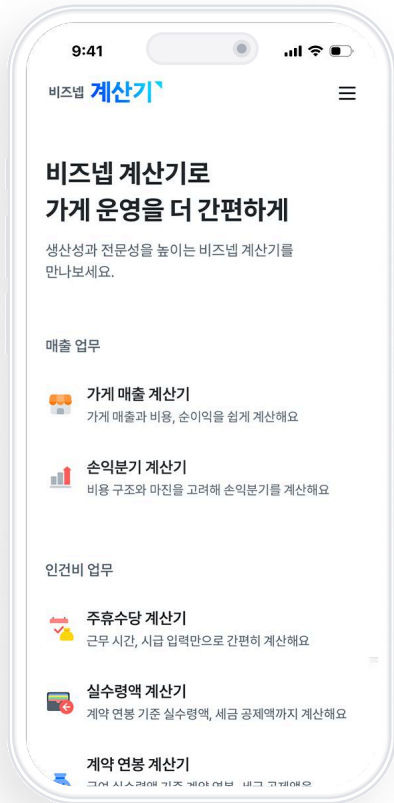 9:41
비즈넵 계산기
비즈넵 계산기로
가게 운영을 더 간편하게
생산성과 전문성을 높이는 비즈넵 계산기를
만나보세요.
매출 업무
가게 매출 계산기
가게 매출과 비용, 순이익을 쉽게 계산해요
손익분기 계산기
비용 구조와 마진을 고려해 손익분기를 계산해요
인건비 업무
주휴수당 계산기
근무 시간, 시급 입력만으로 간편히 계산해요
실수령액 계산기
계약 연봉 기준 실수령액, 세금 공제액까지 계산해요
계약 연봉 계산기